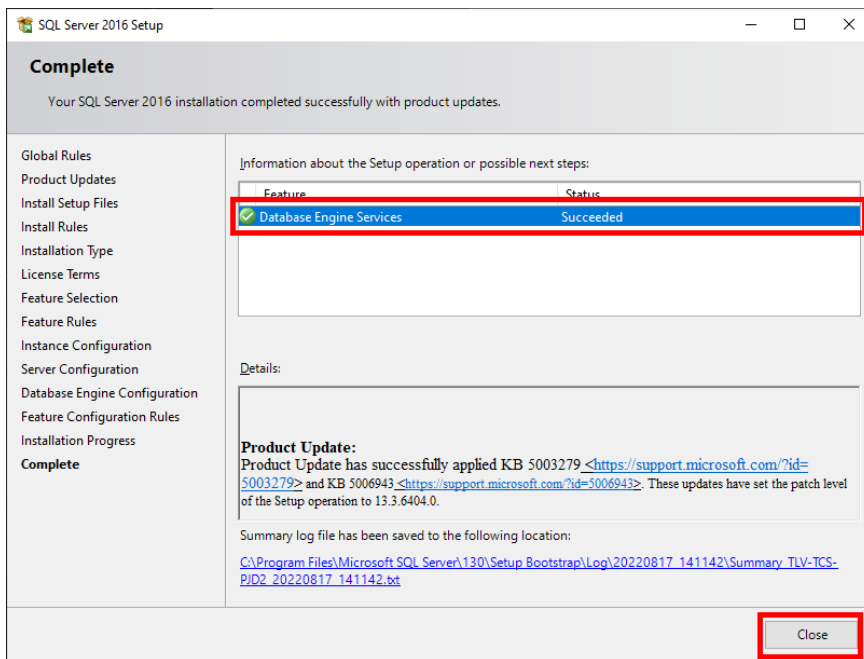 SQL Server 2016 Setup
Complete
Your SQL Server 2016 installation completed successfully with product updates.
Global Rules
Product Updates
Install Setup Files
Install Rules
Installation Type
License Terms
Feature Selection
Feature Rules
Instance Configuration
Server Configuration
Database Engine Configuration
Feature Configuration Rules
Installation Progress
Complete
Information about the Setup operation or possible next steps:
Feature Status
Database Engine Services Succeeded
Details:
Product Update:
Product Update has successfully applied KB 5003279 <https://support.microsoft.com/?id=
5003279> and KB 5006943 <https://support.microsoft.com/?id=5006943>. These updates have set the patch level
of the Setup operation to 13.3.6404.0.
Summary log file has been saved to the following location:
C:\Program Files\Microsoft SQL Server\130\Setup Bootstrap\Log\20220817_141142\Summary_TLV-TCS-
PJD2_20220817_141142.txt
Close